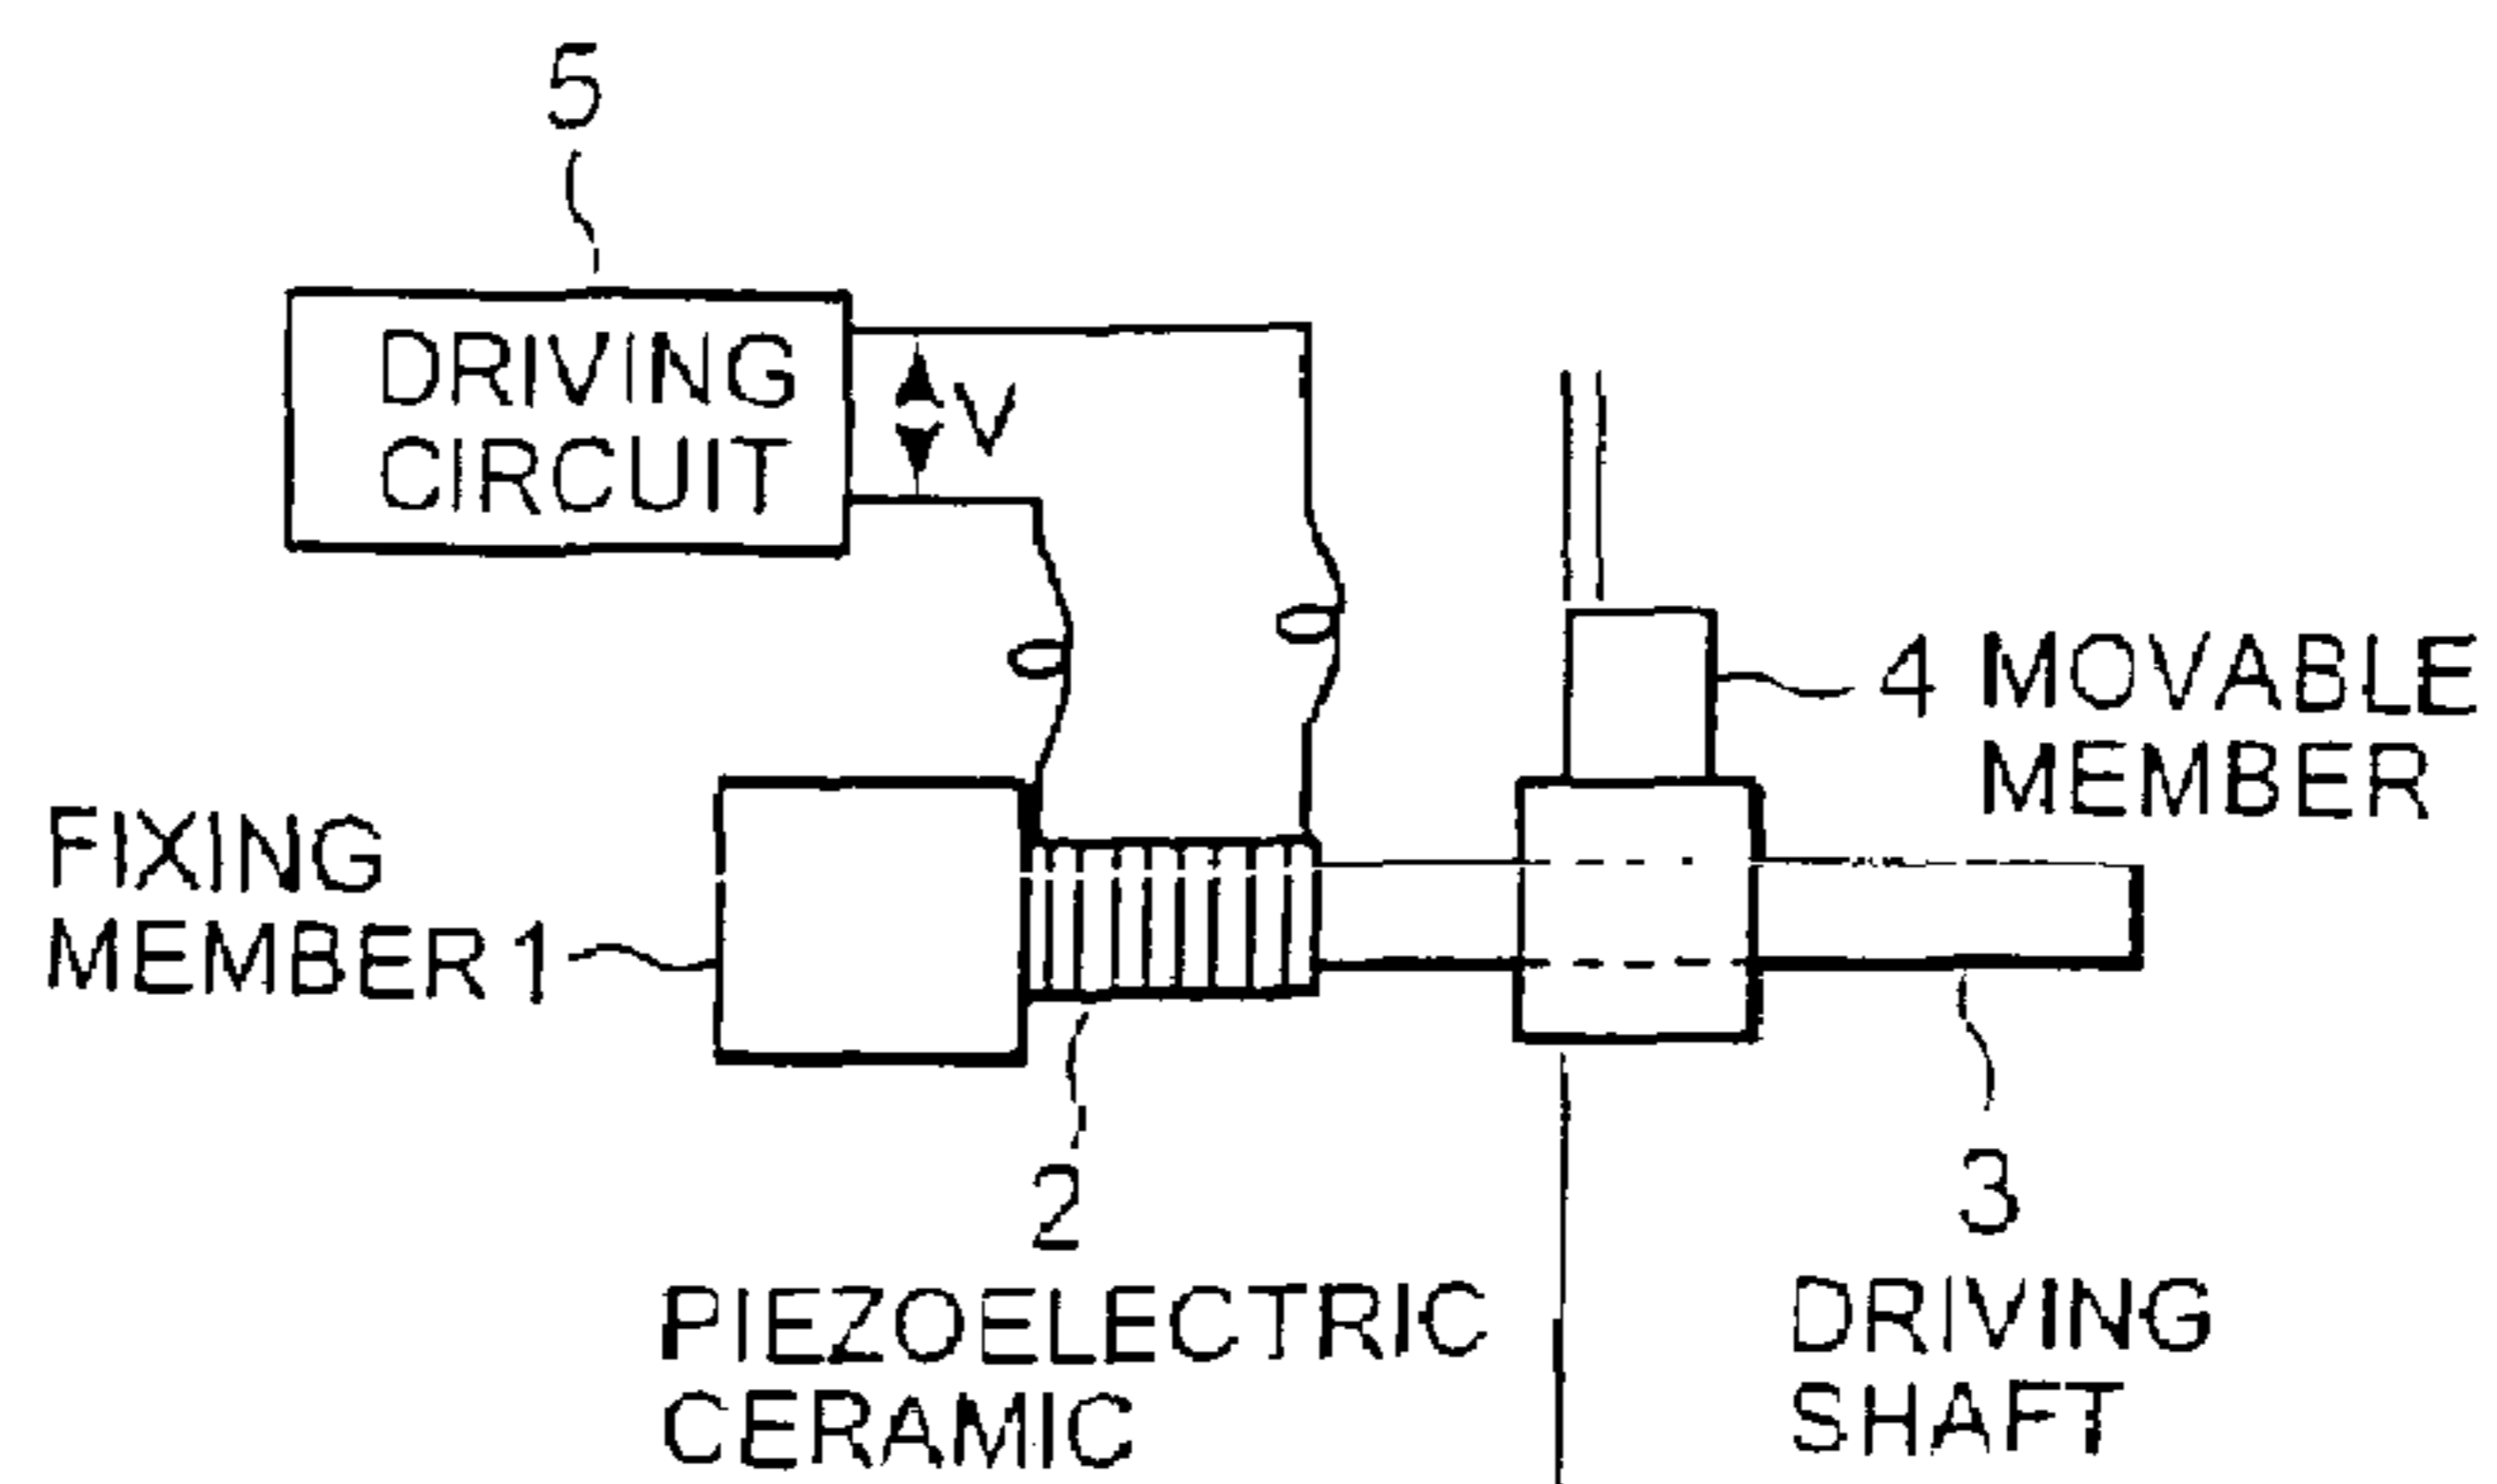 5
DRIVING
CIRCUIT
V
4 MOVABLE
MEMBER
FIXING
MEMBER 1
2
PIEZOELECTRIC
CERAMIC
3
DRIVING
SHAFT